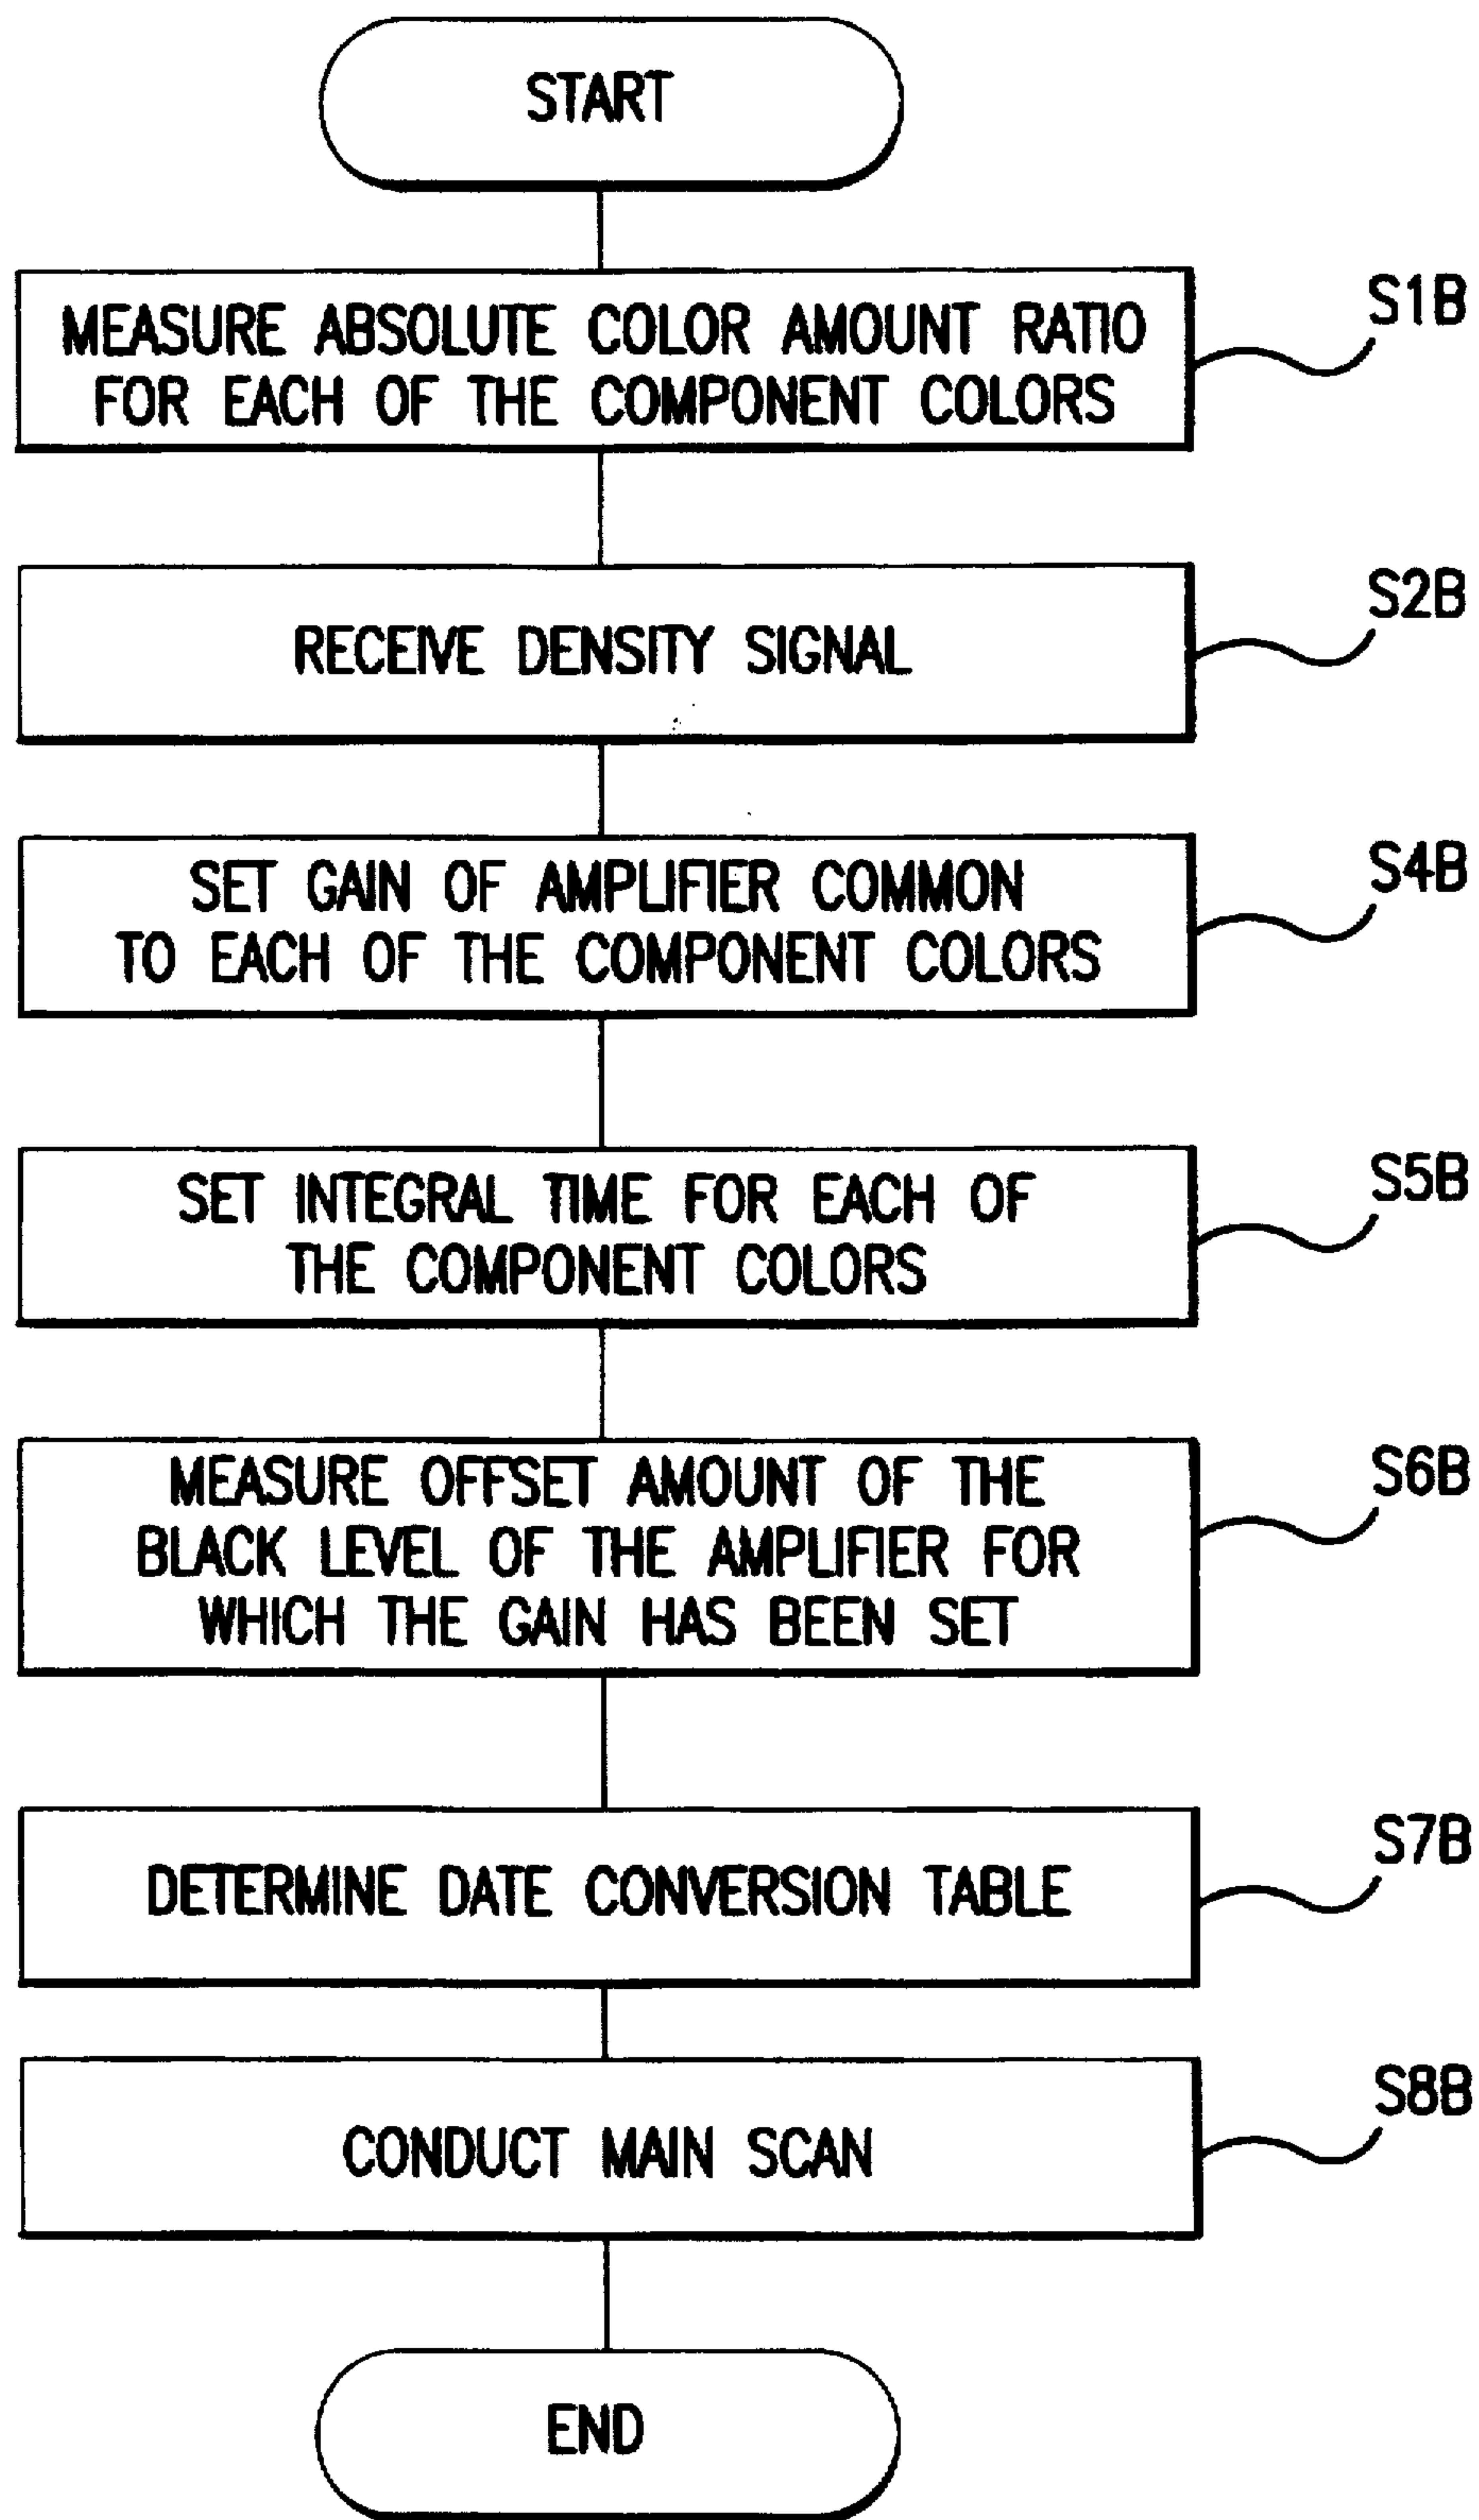 START
MEASURE ABSOLUTE COLOR AMOUNT RATIO
FOR EACH OF THE COMPONENT COLORS
S1B
RECEIVE DENSITY SIGNAL
S2B
SET GAIN OF AMPLIFIER COMMON
TO EACH OF THE COMPONENT COLORS
S4B
SET INTEGRAL TIME FOR EACH OF
THE COMPONENT COLORS
S5B
MEASURE OFFSET AMOUNT OF THE
BLACK LEVEL OF THE AMPLIFIER FOR
WHICH THE GAIN HAS BEEN SET
S6B
DETERMINE DATE CONVERSION TABLE
S7B
CONDUCT MAIN SCAN
S8B
END